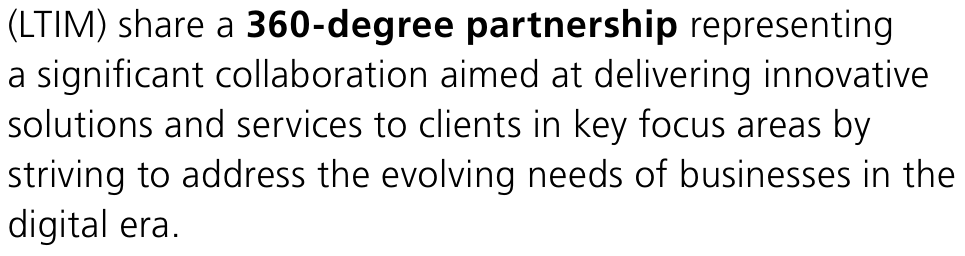 (LTIM) share a 360-degree partnership representing
a significant collaboration aimed at delivering innovative
solutions and services to clients in key focus areas by
striving to address the evolving needs of businesses in the
digital era.